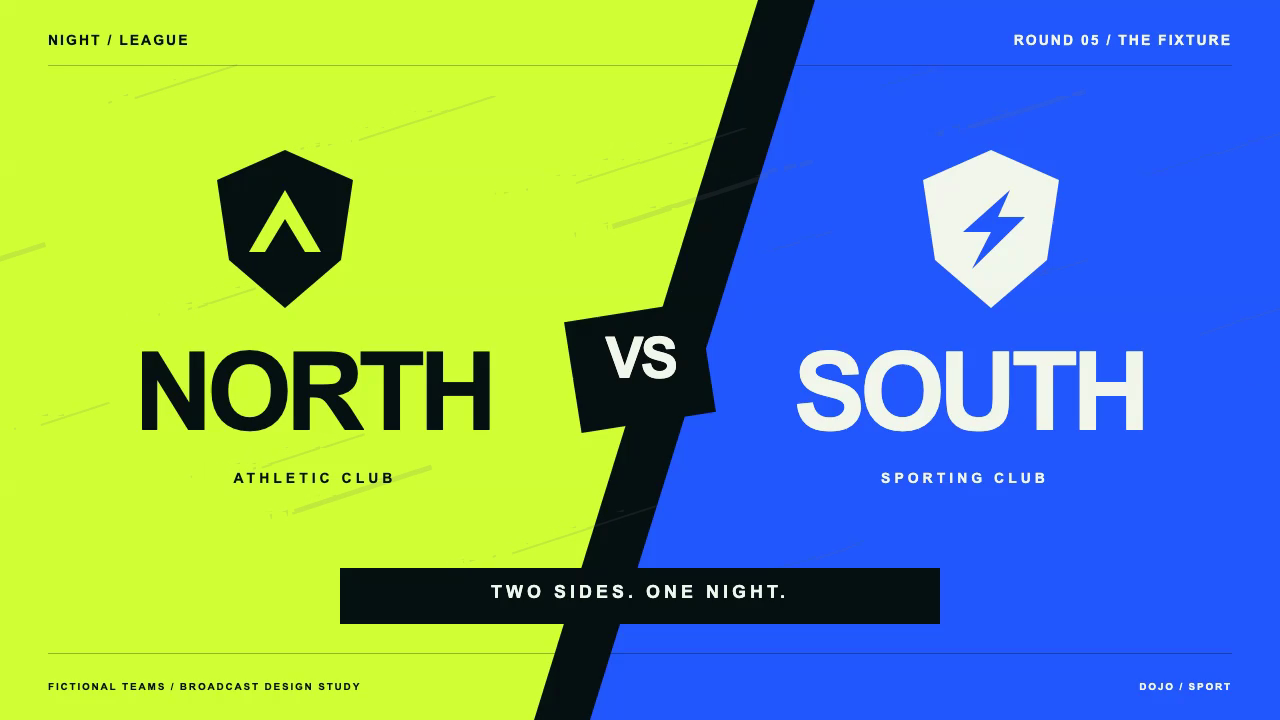 NIGHT / LEAGUE
ROUND 05 / THE FIXTURE
NORTH
VS
SOUTH
ATHLETIC CLUB
SPORTING CLUB
TWO SIDES. ONE NIGHT.
FICTIONAL TEAMS / BROADCAST DESIGN STUDY
DOJO / SPORT